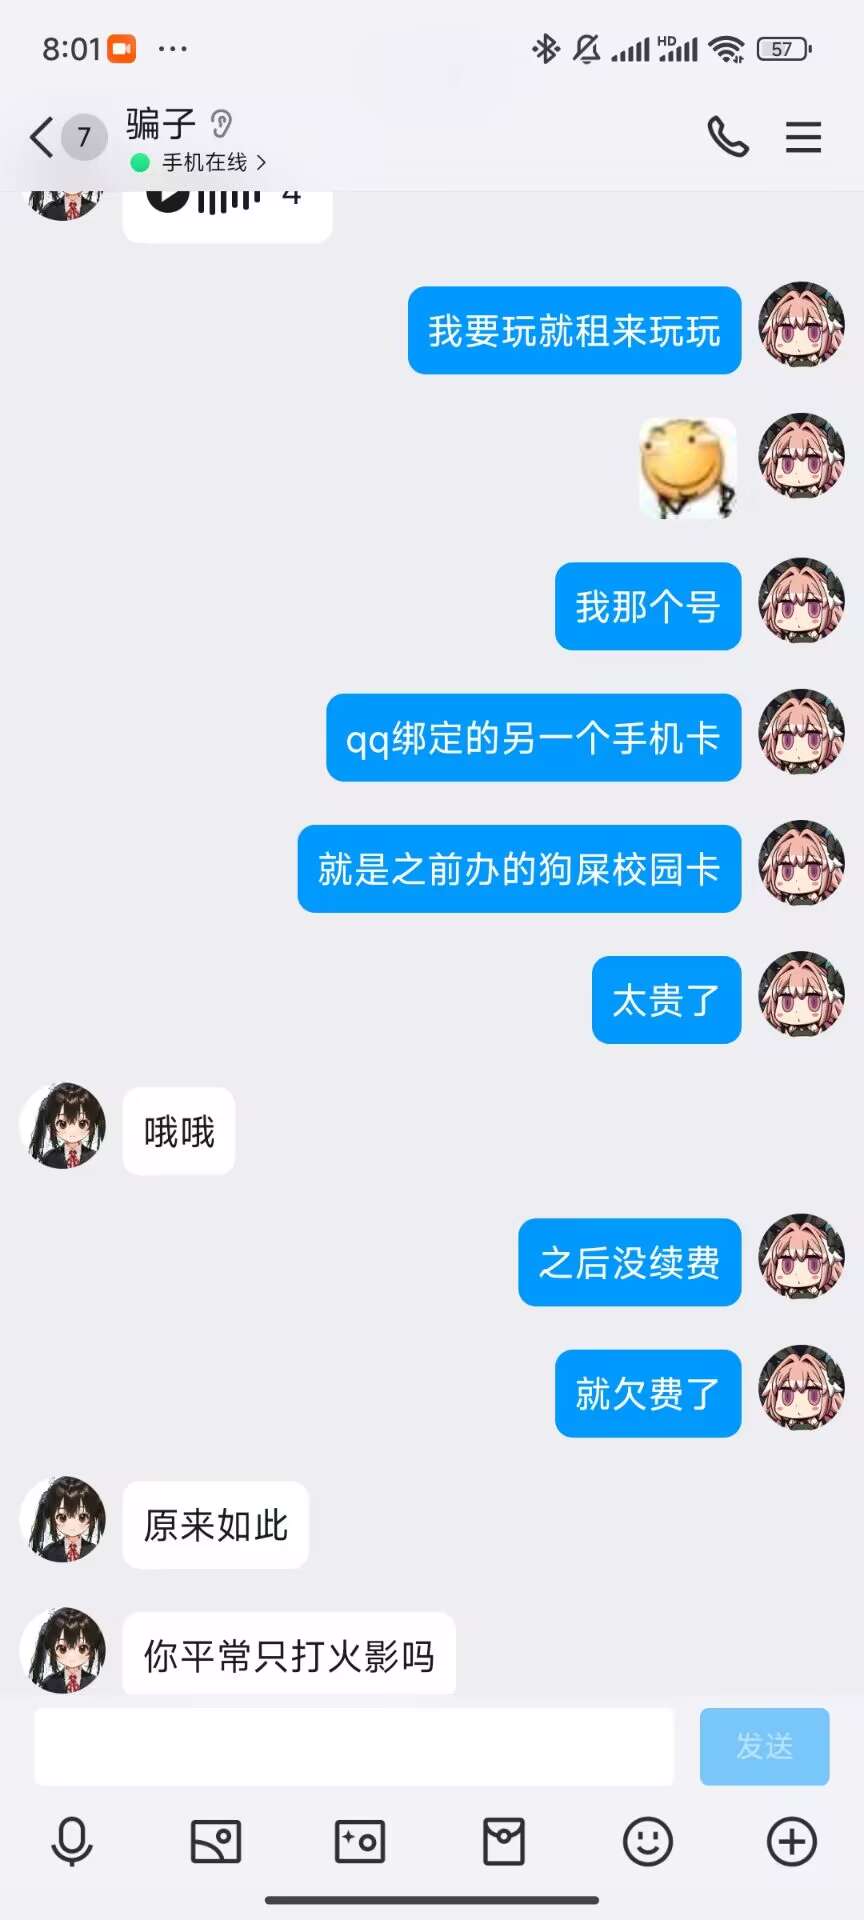 8:01
HD
57
7
骗子
手机在线
4
我要玩就租来玩玩
我那个号
qq绑定的另一个手机卡
就是之前办的狗屎校园卡
太贵了
哦哦
之后没续费
就欠费了
原来如此
你平常只打火影吗
发送